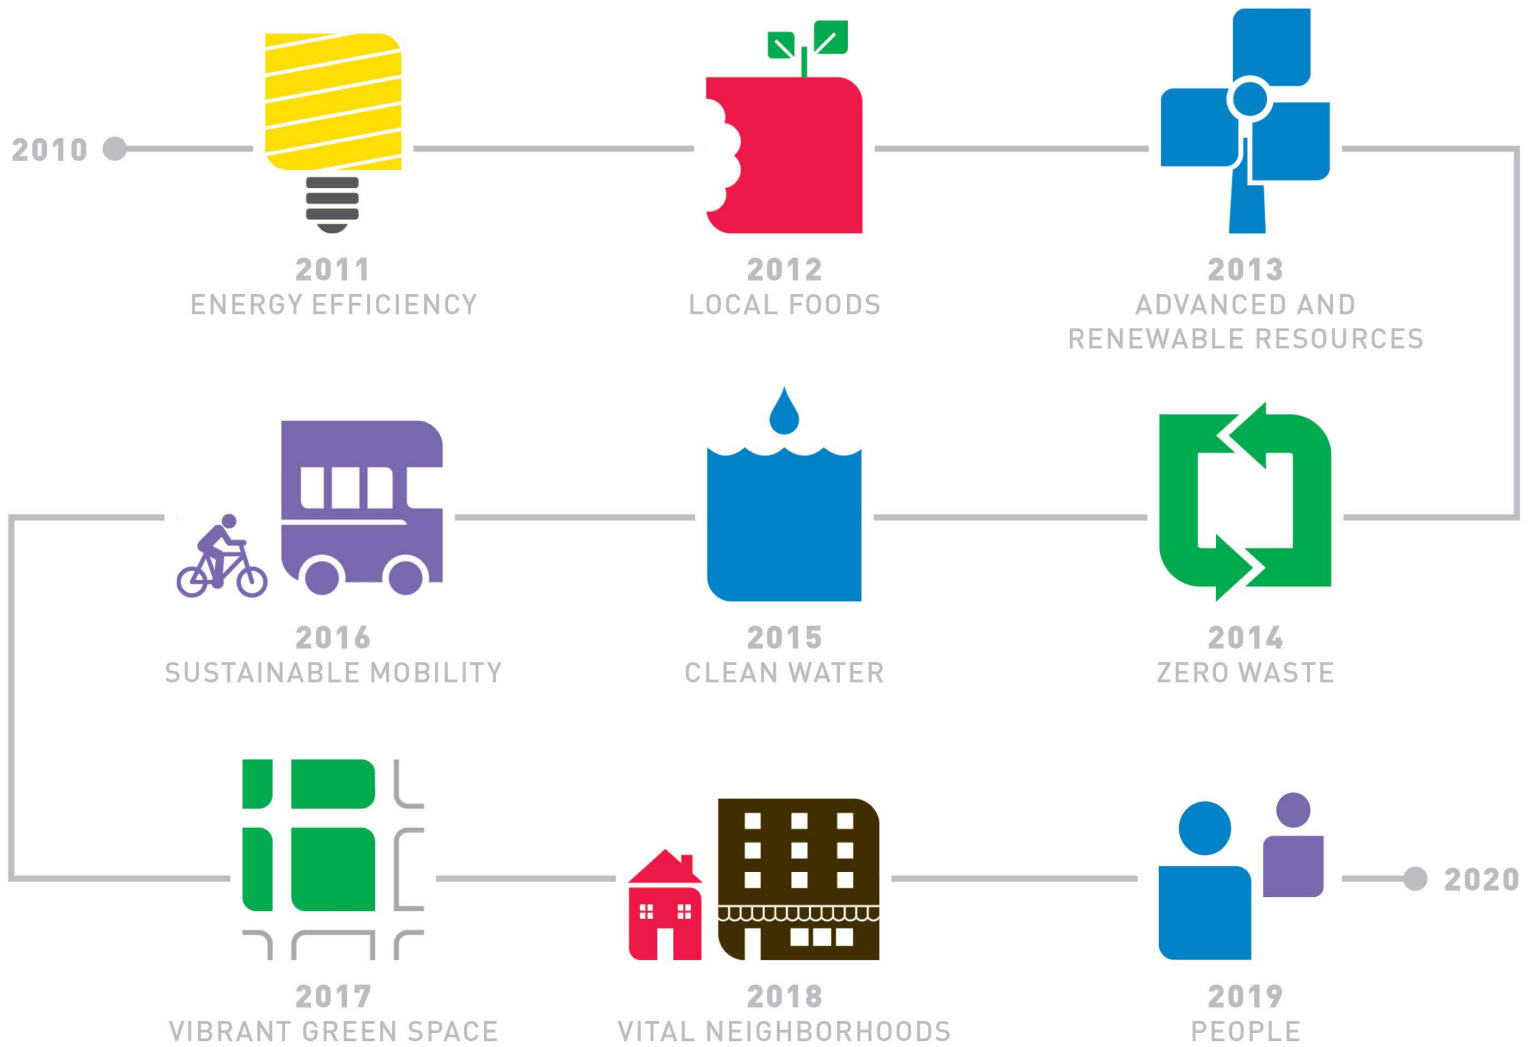 2010
2011
ENERGY EFFICIENCY
2012
LOCAL FOODS
2013
ADVANCED AND
RENEWABLE RESOURCES
2016
SUSTAINABLE MOBILITY
2015
CLEAN WATER
2014
ZERO WASTE
2017
VIBRANT GREEN SPACE
2018
VITAL NEIGHBORHOODS
2019
PEOPLE
2020